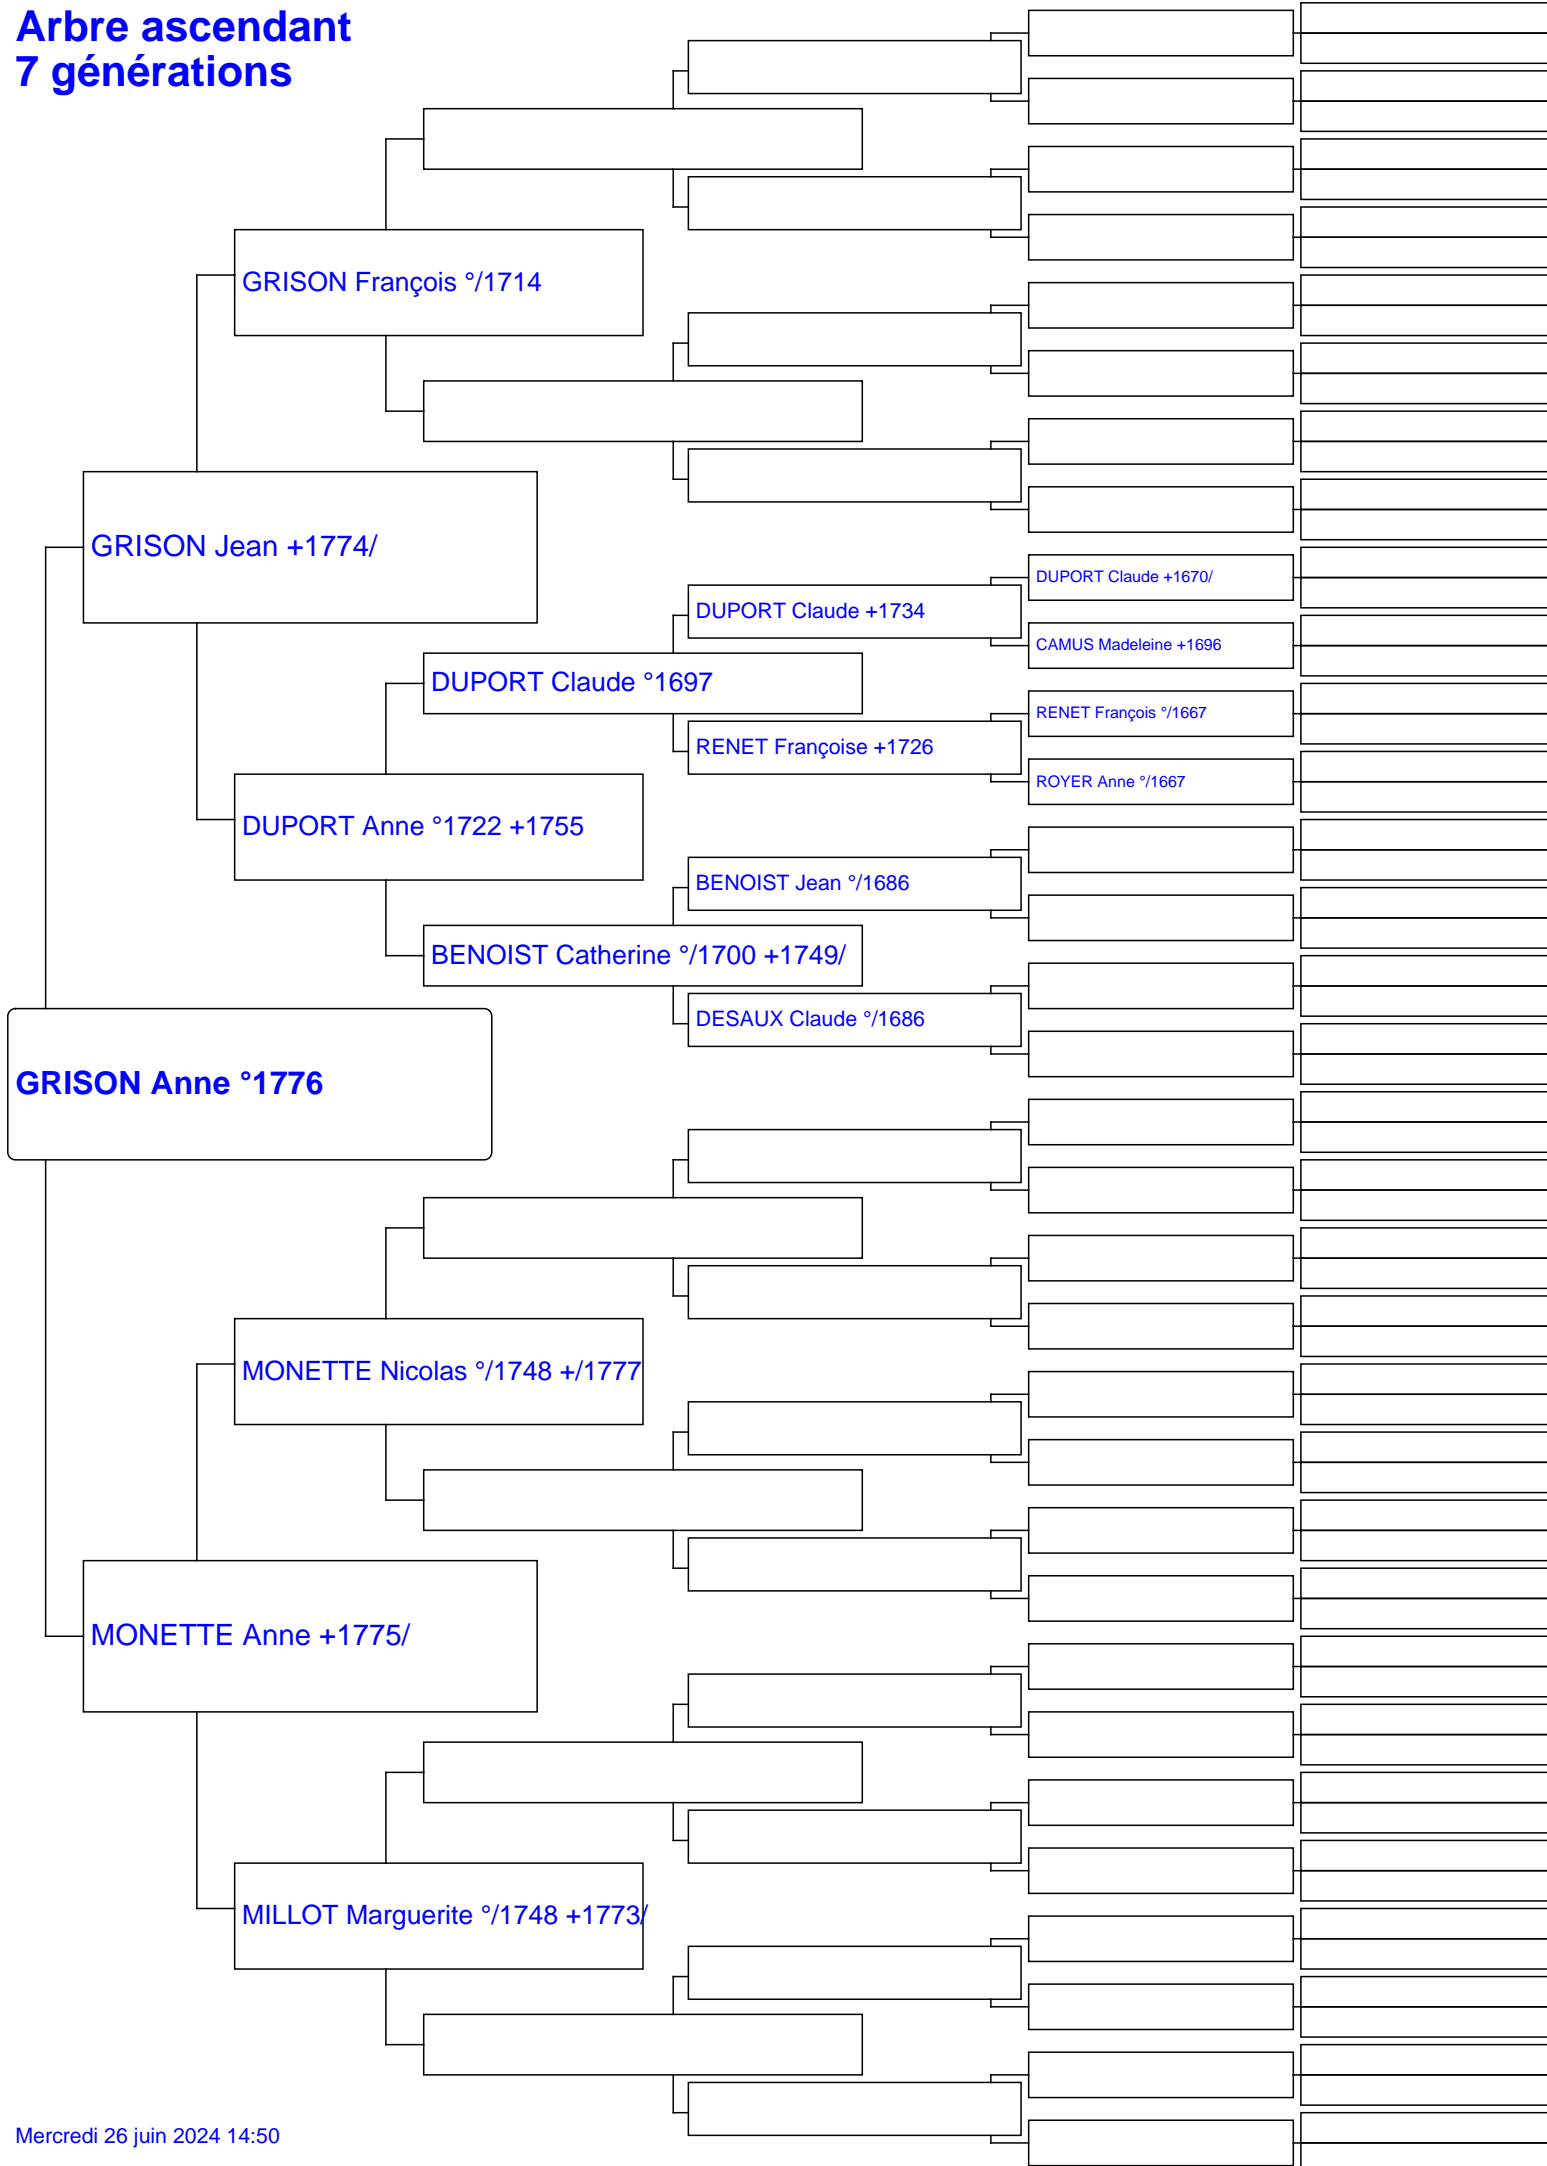 Arbre ascendant
7 générations
GRISON François °/1714
GRISON Jean +1774/
DUPORT Claude +1670/
DUPORT Claude +1734
CAMUS Madeleine +1696
DUPORT Claude °1697
RENET François °/1667
RENET Françoise +1726
ROYER Anne °/1667
DUPORT Anne °1722 +1755
BENOIST Jean °/1686
BENOIST Catherine °/1700 +1749/
DESAUX Claude °/1686
GRISON Anne °1776
MONETTE Nicolas °/1748 +/1777
MONETTE Anne +1775/
MILLOT Marguerite °/1748 +1773/
Mercredi 26 juin 2024 14:50